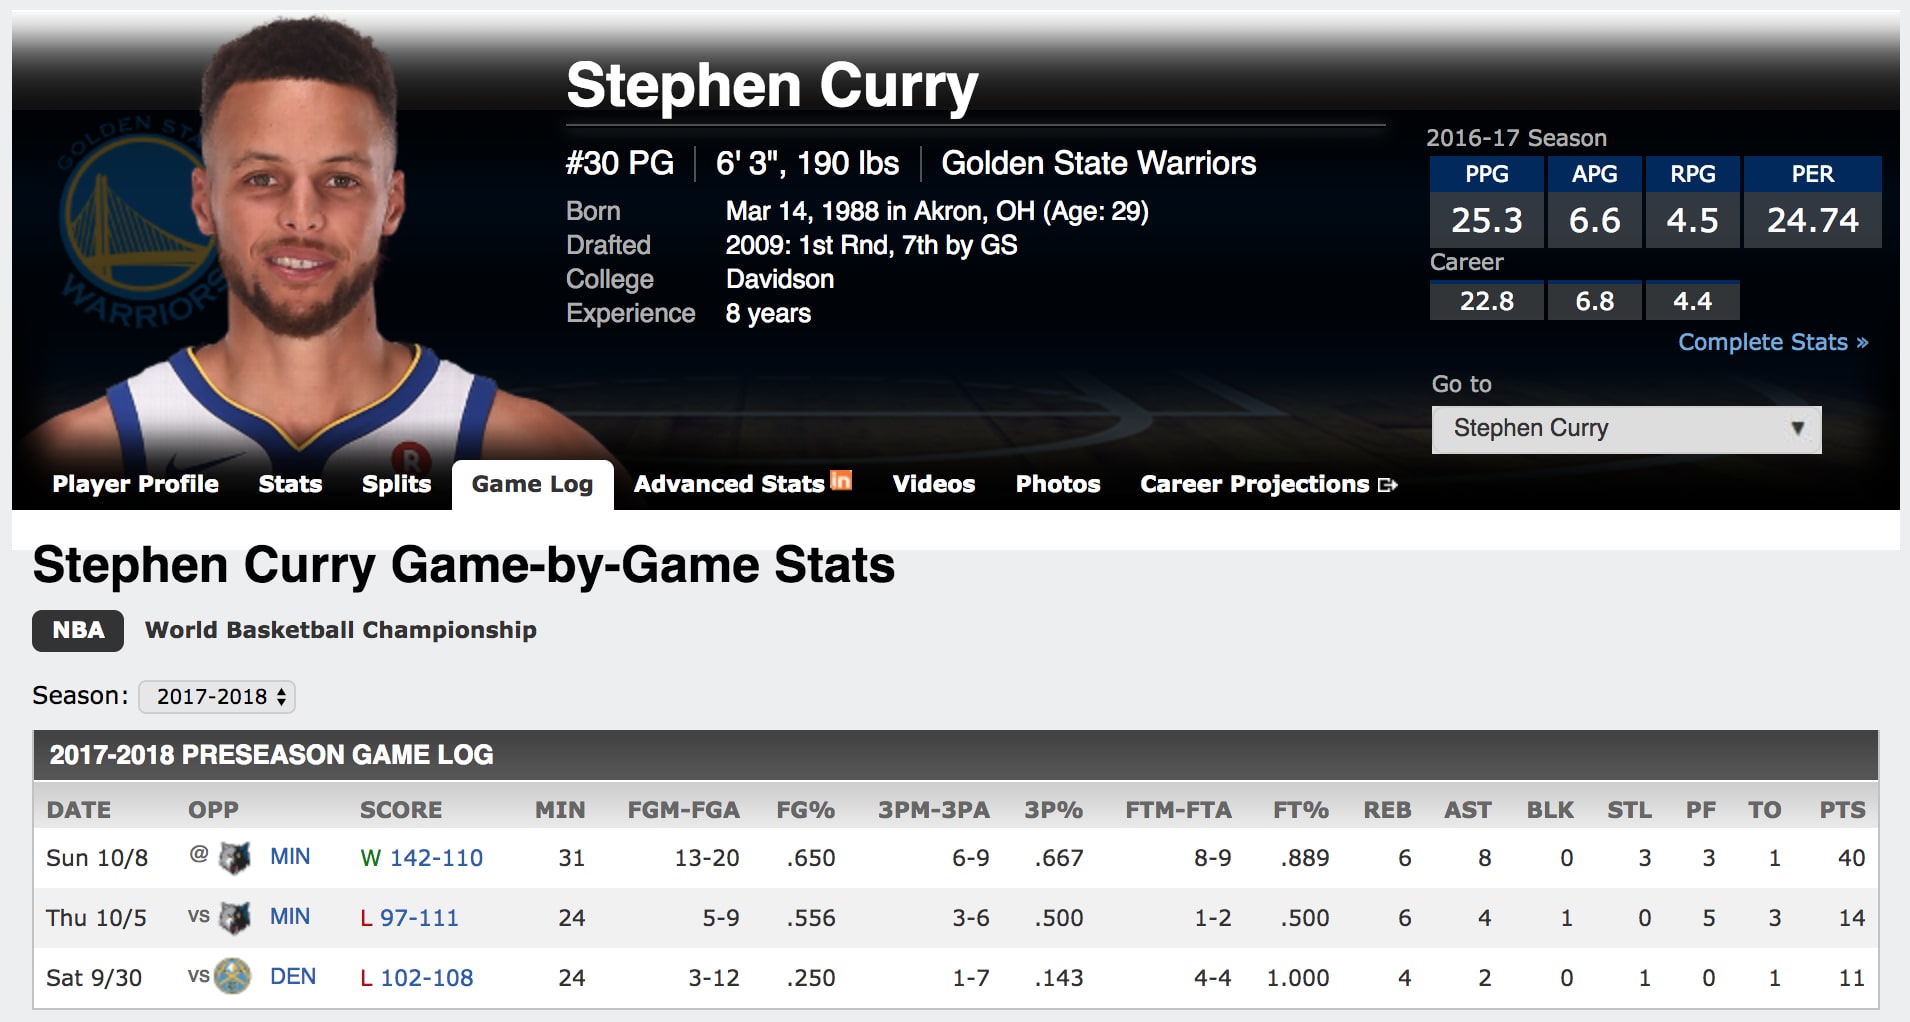 Stephen Curry
#30 PG 6' 3", 190 lbs Golden State Warriors
Born Mar 14, 1988 in Akron, OH (Age: 29)
Drafted 2009: 1st Rnd, 7th by GS
College Davidson
Experience 8 years
GOLDEN STA
WARRIORS
R
2016-17 Season
PPG APG RPG PER
25.3 6.6 4.5 24.74
Career
22.8 6.8 4.4
Complete Stats »
Go to
Stephen Curry ▼
Player Profile Stats Splits Game Log Advanced Stats in Videos Photos Career Projections
Stephen Curry Game-by-Game Stats
NBA World Basketball Championship
Season: 2017-2018
2017-2018 PRESEASON GAME LOG
DATE OPP SCORE MIN FGM-FGA FG% 3PM-3PA 3P% FTM-FTA FT% REB AST BLK STL PF TO PTS
Sun 10/8 @ MIN W 142-110 31 13-20 .650 6-9 .667 8-9 .889 6 8 0 3 3 1 40
Thu 10/5 vs MIN L 97-111 24 5-9 .556 3-6 .500 1-2 .500 6 4 1 0 5 3 14
Sat 9/30 vs DEN L 102-108 24 3-12 .250 1-7 .143 4-4 1.000 4 2 0 1 0 1 11